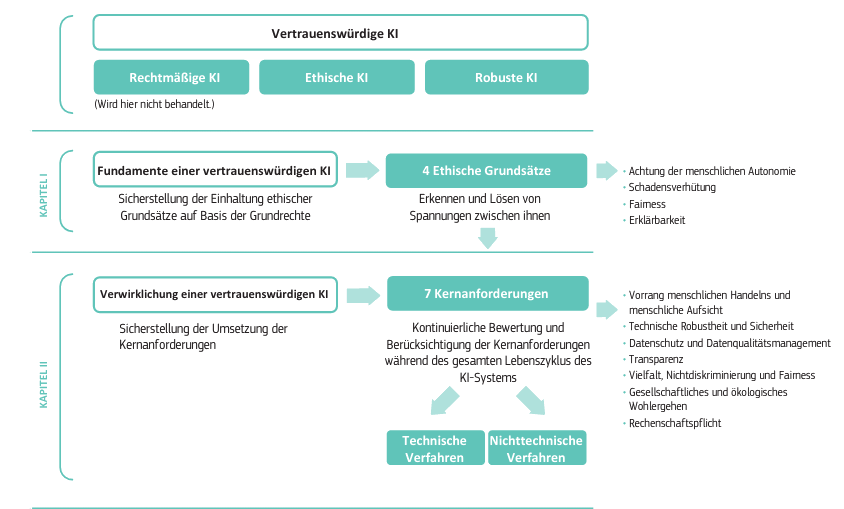 Vertrauenswürdige KI
Rechtmäßige KI
Ethische KI
Robuste KI
(Wird hier nicht behandelt.)
KAPITEL I
Fundamente einer vertrauenswürdigen KI
Sicherstellung der Einhaltung ethischer
Grundsätze auf Basis der Grundrechte
4 Ethische Grundsätze
Erkennen und Lösen von
Spannungen zwischen ihnen
· Achtung der menschlichen Autonomie
· Schadensverhütung
· Fairness
· Erklärbarkeit
KAPITEL II
Verwirklichung einer vertrauenswürdigen KI
Sicherstellung der Umsetzung der
Kernanforderungen
7 Kernanforderungen
Kontinuierliche Bewertung und
Berücksichtigung der Kernanforderungen
während des gesamten Lebenszyklus des
KI-Systems
Technische
Verfahren
Nichttechnische
Verfahren
· Vorrang menschlichen Handelns und
menschliche Aufsicht
· Technische Robustheit und Sicherheit
· Datenschutz und Datenqualitätsmanagement
· Transparenz
· Vielfalt, Nichtdiskriminierung und Fairness
· Gesellschaftliches und ökologisches
Wohlergehen
· Rechenschaftspflicht